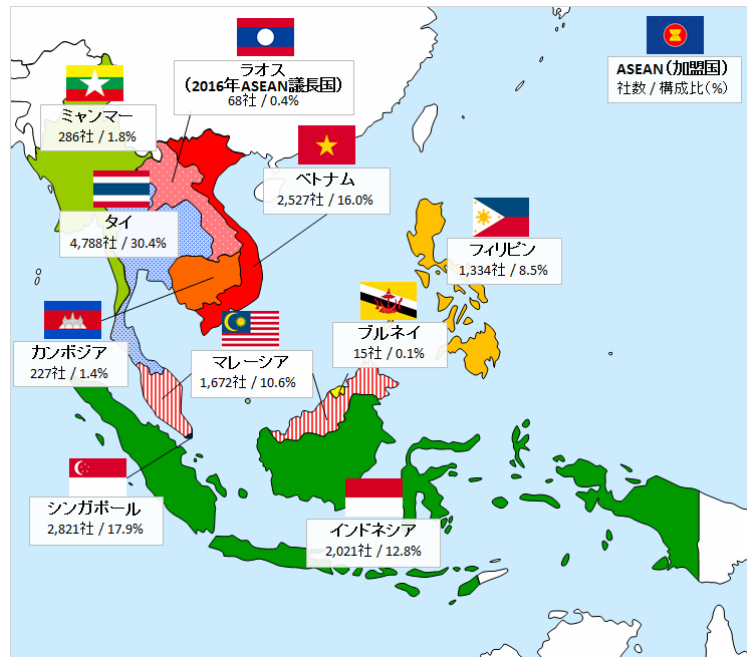 ASEAN(加盟国)
社数 / 構成比(%)
ラオス
(2016年ASEAN議長国)
68社 / 0.4%
ミャンマー
286社 / 1.8%
ベトナム
2,527社 / 16.0%
タイ
4,788社 / 30.4%
フィリピン
1,334社 / 8.5%
ブルネイ
15社 / 0.1%
カンボジア
227社 / 1.4%
マレーシア
1,672社 / 10.6%
シンガポール
2,821社 / 17.9%
インドネシア
2,021社 / 12.8%